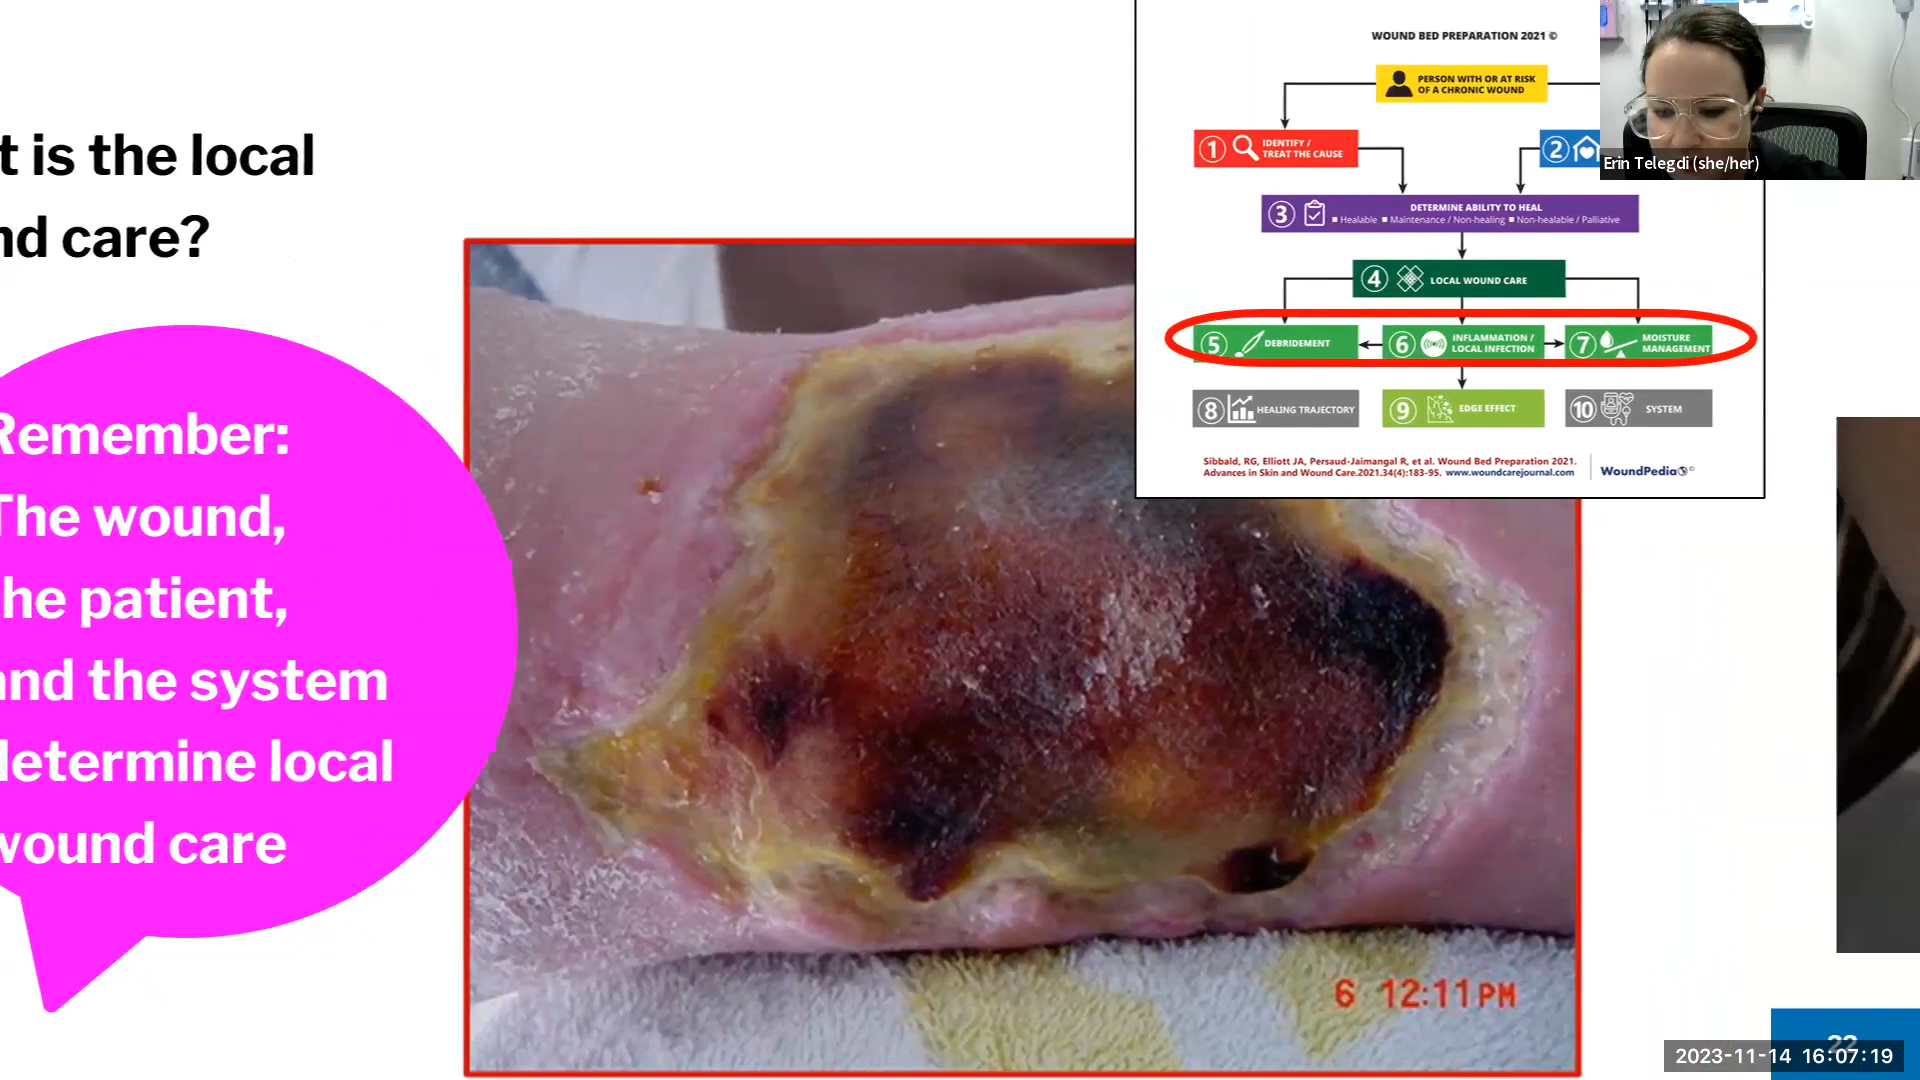 t is the local
nd care?
Remember:
The wound,
he patient,
and the system
determine local
wound care
WOUND BED PREPARATION 2021 ©
PERSON WITH OR AT RISK
OF A CHRONIC WOUND
1 IDENTIFY /
TREAT THE CAUSE
2
3 DETERMINE ABILITY TO HEAL
■ Healable ■ Maintenance / Non-healing ■ Non-healable / Palliative
4 LOCAL WOUND CARE
5 DEBRIDEMENT
6 INFLAMMATION /
LOCAL INFECTION
7 MOISTURE
MANAGEMENT
8 HEALING TRAJECTORY
9 EDGE EFFECT
10 SYSTEM
Sibbald, RG, Elliott JA, Persaud-Jaimangal R, et al. Wound Bed Preparation 2021.
Advances in Skin and Wound Care.2021.34(4):183-95. www.woundcarejournal.com
WoundPedia ©
Erin Telegdi (she/her)
6 12:11PM
22
2023-11-14 16:07:19